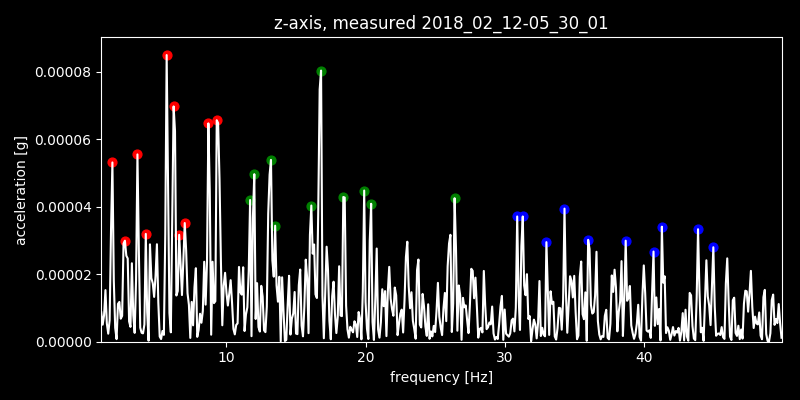 z-axis, measured 2018_02_12-05_30_01
0.00008
0.00006
0.00004
0.00002
0.00000
acceleration [g]
10 20 30 40
frequency [Hz]